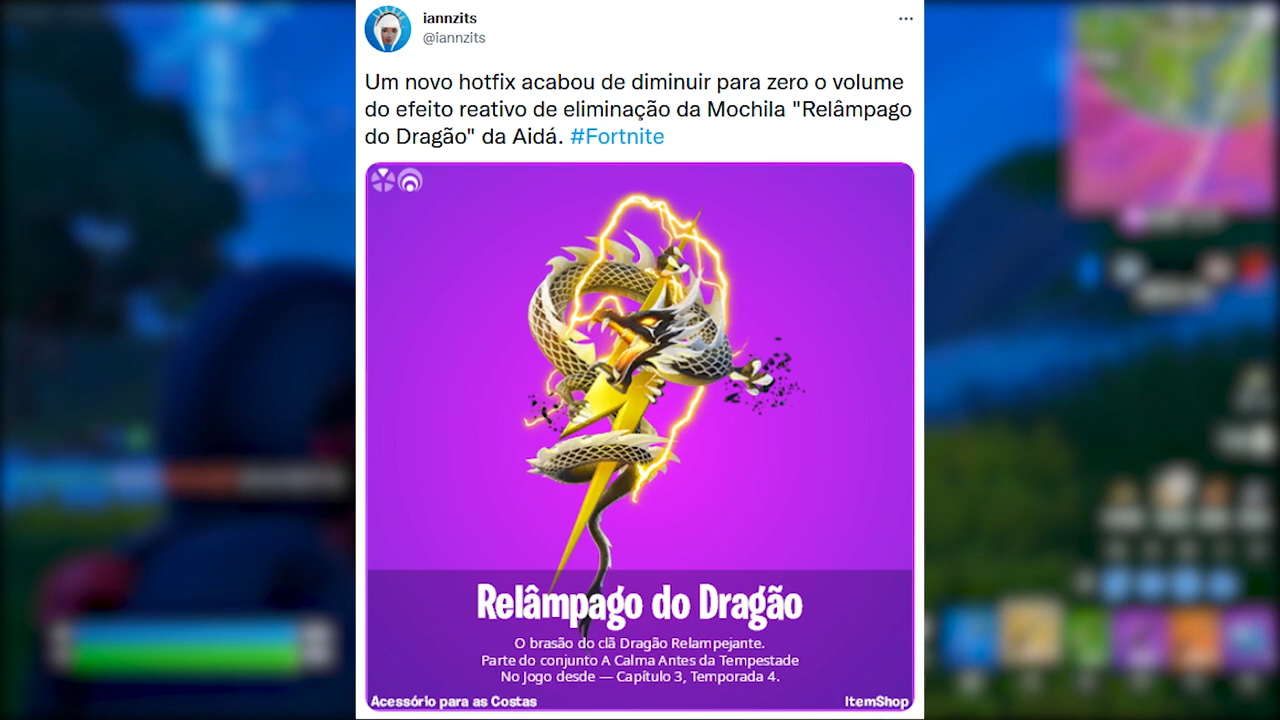 iannzits
@iannzits
Um novo hotfix acabou de diminuir para zero o volume
do efeito reativo de eliminação da Mochila "Relâmpago
do Dragão" da Aidá. #Fortnite
Relâmpago do Dragão
O brasão do clã Dragão Relampejante.
Parte do conjunto A Calma Antes da Tempestade
No Jogo desde — Capítulo 3, Temporada 4.
Acessório para as Costas
ItemShop